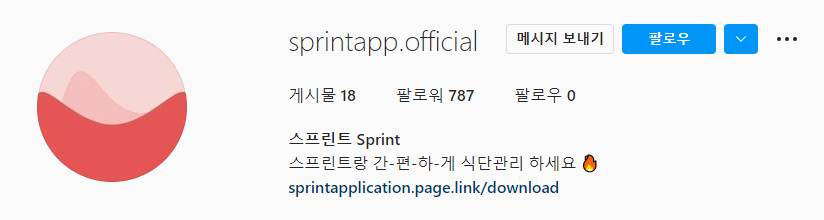 sprintapp.official 메시지 보내기 팔로우
게시물 18 팔로워 787 팔로우 0
스프린트 Sprint
스프린트랑 간-편-하-게 식단관리 하세요 🔥
sprintapplication.page.link/download